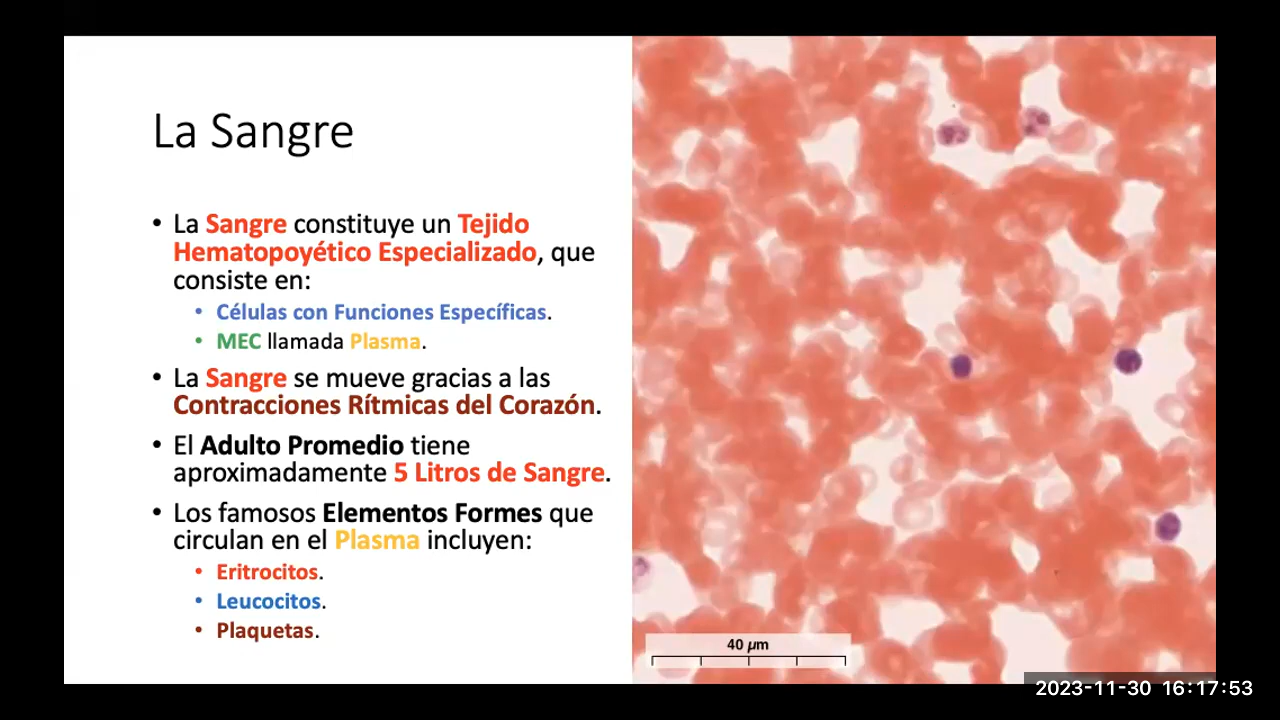 La Sangre
• La Sangre constituye un Tejido
Hematopoyético Especializado, que
consiste en:
• Células con Funciones Específicas.
• MEC llamada Plasma.
• La Sangre se mueve gracias a las
Contracciones Rítmicas del Corazón.
• El Adulto Promedio tiene
aproximadamente 5 Litros de Sangre.
• Los famosos Elementos Formes que
circulan en el Plasma incluyen:
• Eritrocitos.
• Leucocitos.
• Plaquetas.
40 µm
2023-11-30 16:17:53